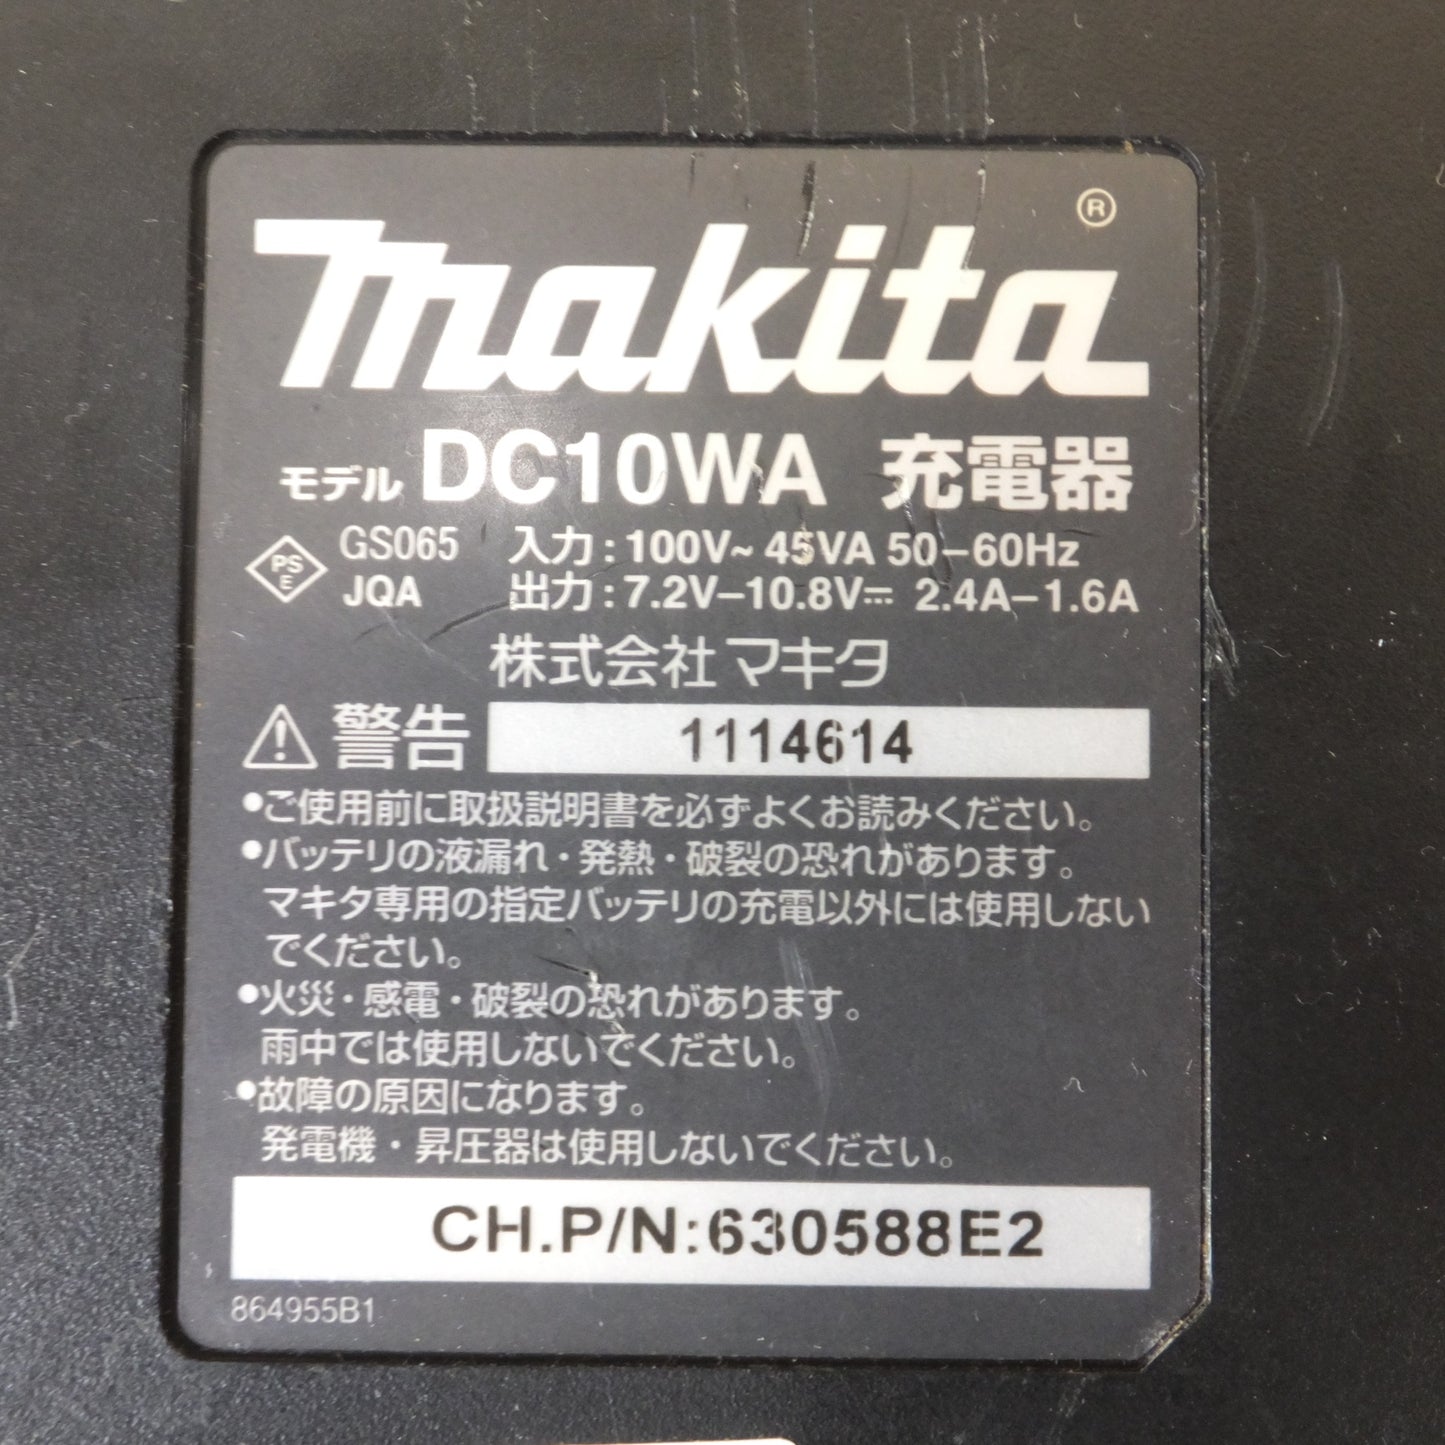 makita ®
モデル DC10WA 充電器
PS E GS065 入力:100V~ 45VA 50-60Hz
JQA 出力:7.2V-10.8V⎓ 2.4A-1.6A
株式会社マキタ
⚠警告 1114614
•ご使用前に取扱説明書を必ずよくお読みください。
•バッテリの液漏れ・発熱・破裂の恐れがあります。
マキタ専用の指定バッテリの充電以外には使用しない
でください。
•火災・感電・破裂の恐れがあります。
雨中では使用しないでください。
•故障の原因になります。
発電機・昇圧器は使用しないでください。
CH.P/N:630588E2
864955B1